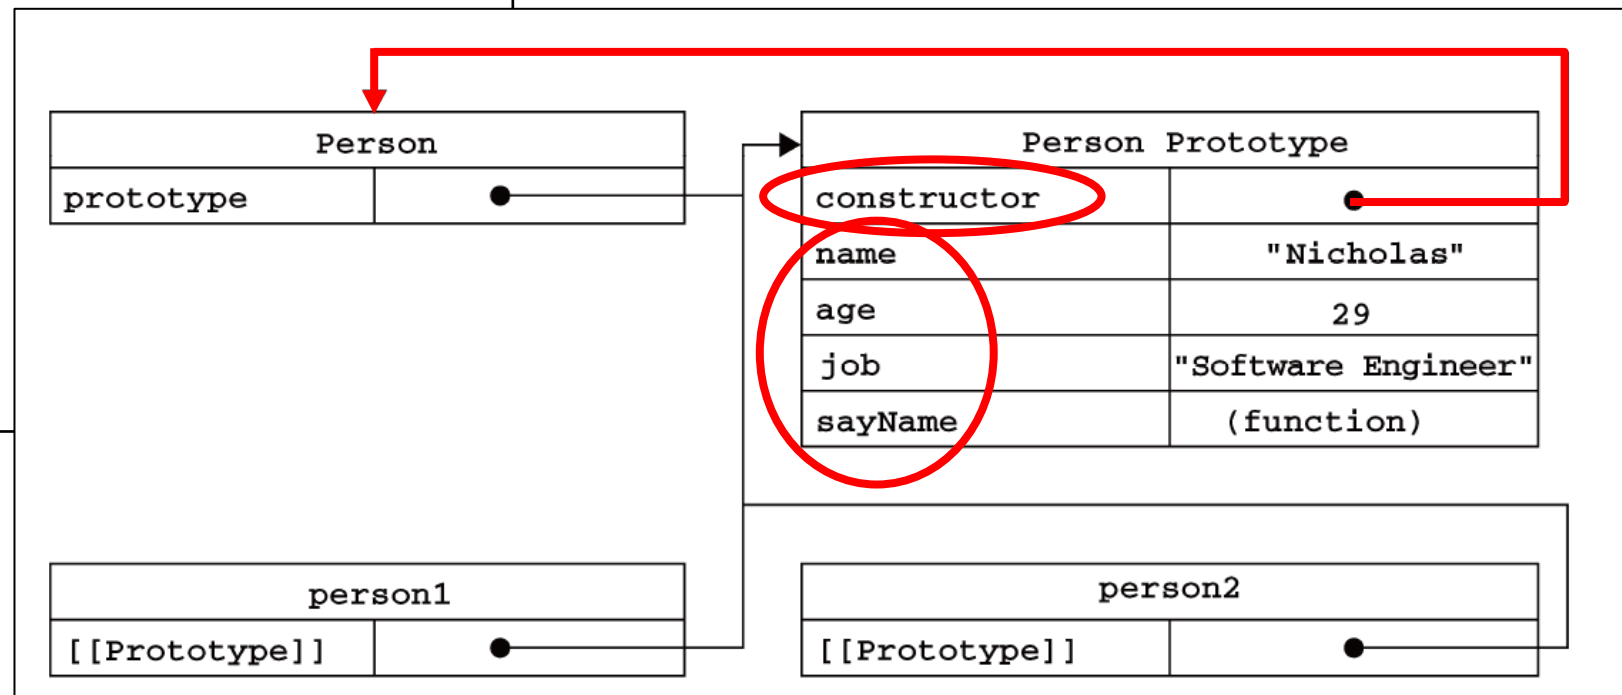 Person
prototype
Person Prototype
constructor
name "Nicholas"
age 29
job "Software Engineer"
sayName (function)
person1
[[Prototype]]
person2
[[Prototype]]